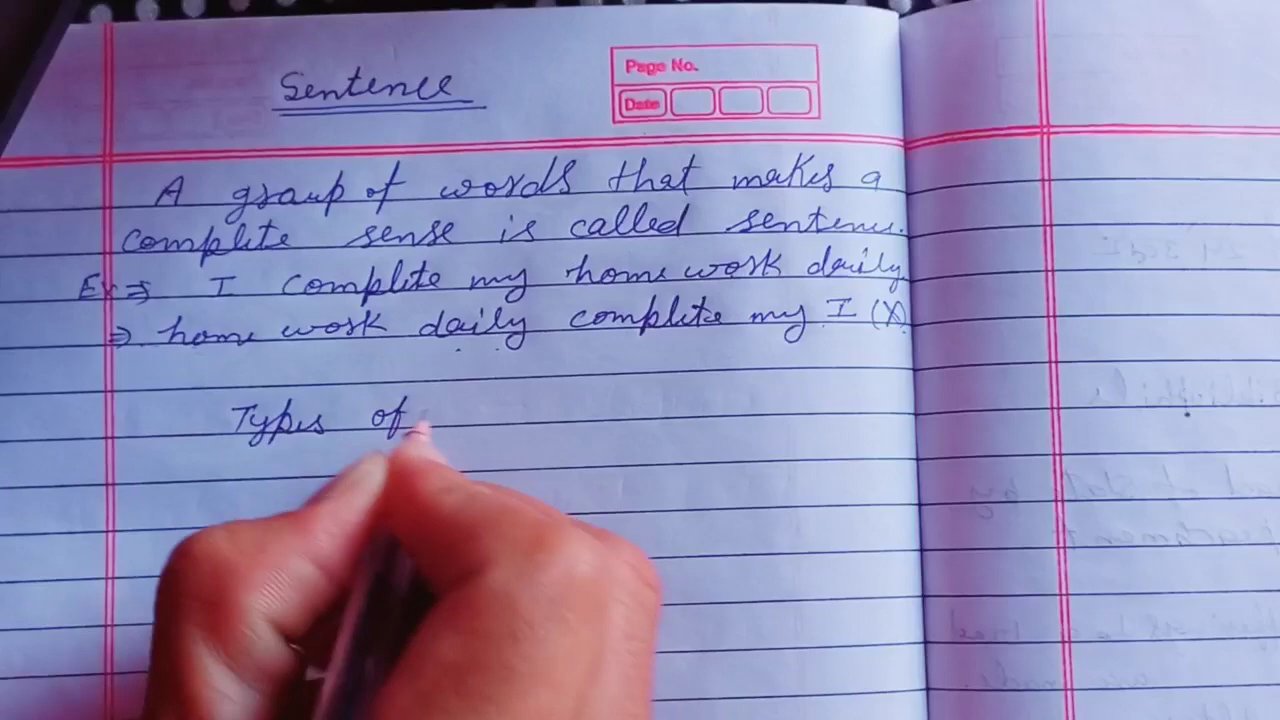 Sentence
Page No.
Date
A group of words that makes a
complete sense is called sentence.
Ex ⇒ I complete my home work daily
⇒ home work daily complete my I (X)
Types of